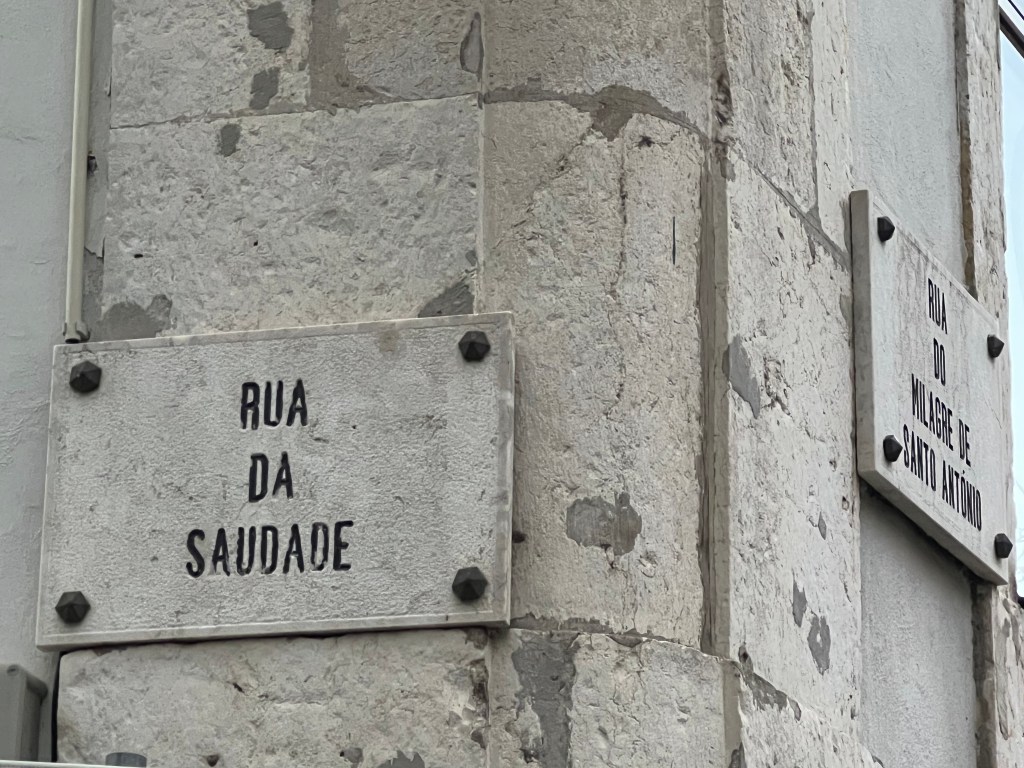 RUA
DA
SAUDADE
RUA
DO
MILAGRE DE
SANTO ANTÓNIO